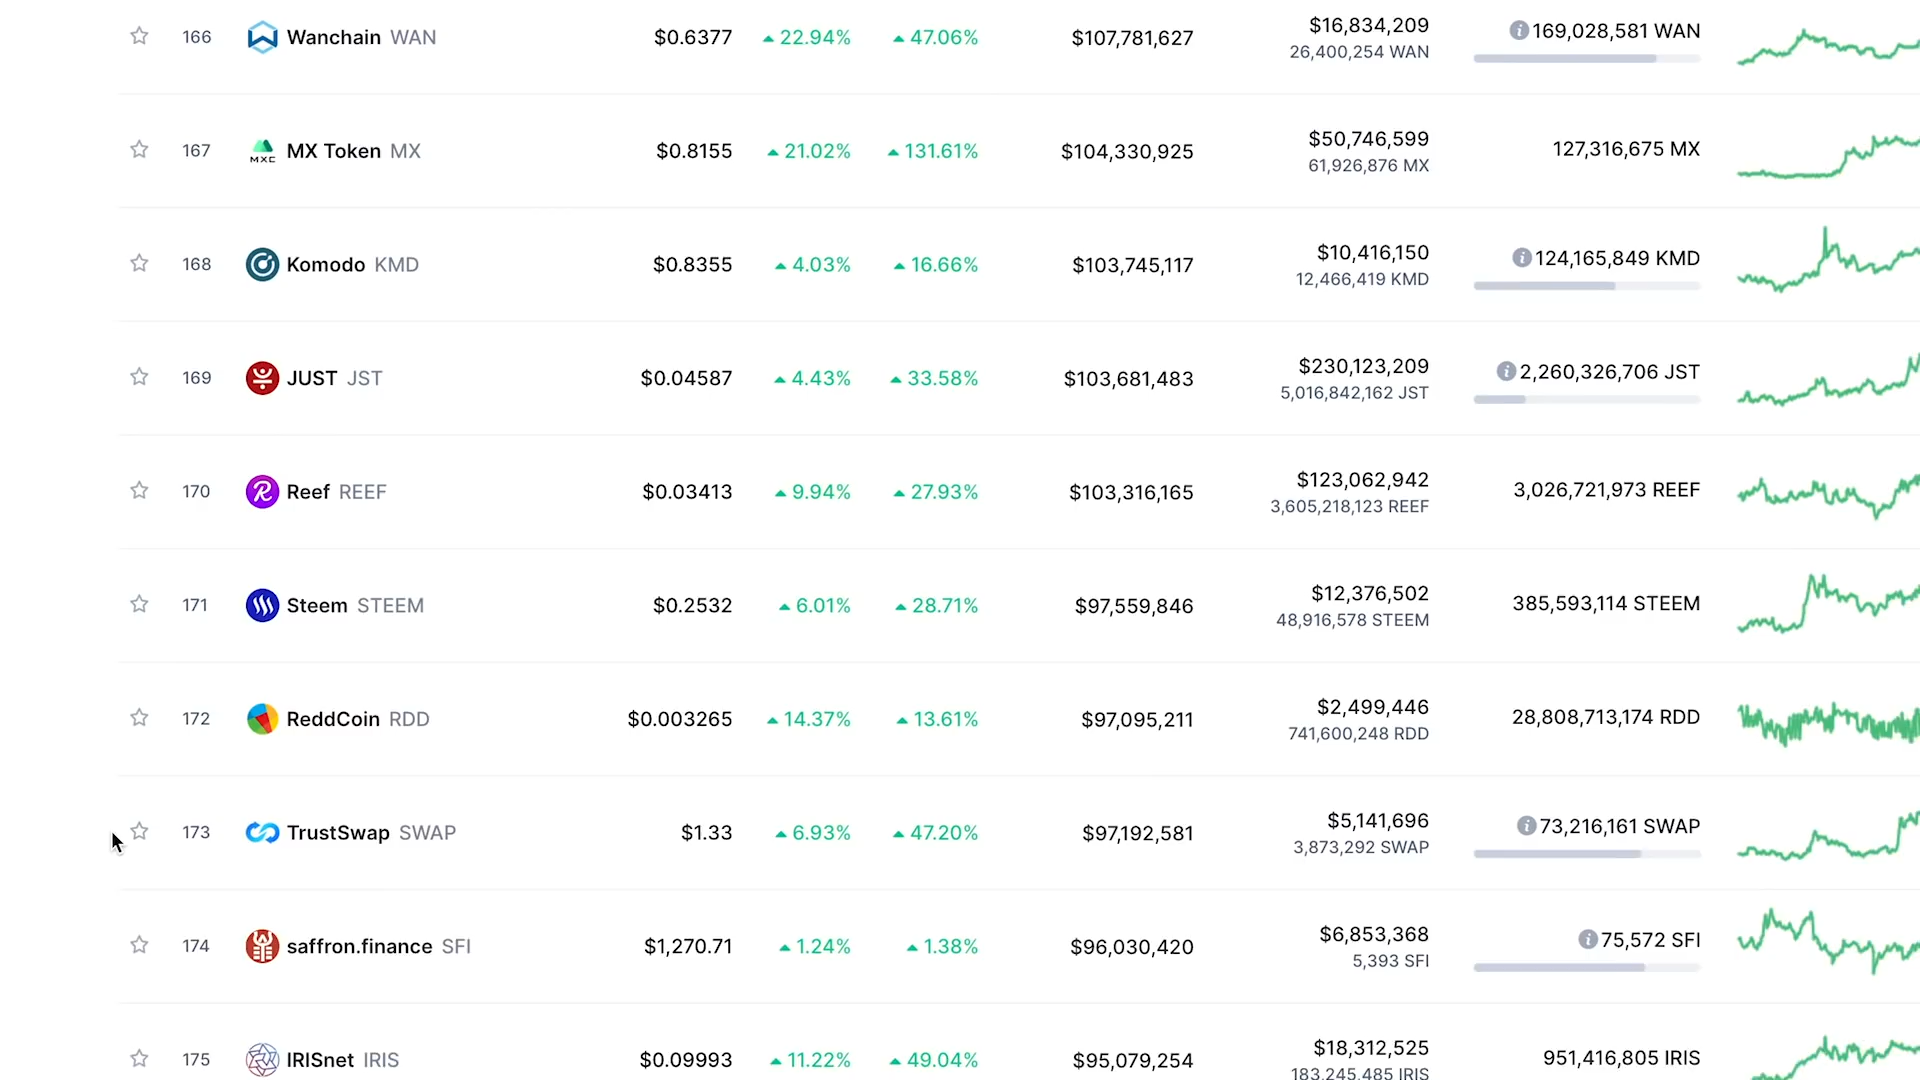 166 Wanchain WAN $0.6377 22.94% 47.06% $107,781,627 $16,834,209 169,028,581 WAN
26,400,254 WAN
167 MXC MX Token MX $0.8155 21.02% 131.61% $104,330,925 $50,746,599 127,316,675 MX
61,926,876 MX
168 Komodo KMD $0.8355 4.03% 16.66% $103,745,117 $10,416,150 124,165,849 KMD
12,466,419 KMD
169 JUST JST $0.04587 4.43% 33.58% $103,681,483 $230,123,209 2,260,326,706 JST
5,016,842,162 JST
170 Reef REEF $0.03413 9.94% 27.93% $103,316,165 $123,062,942 3,026,721,973 REEF
3,605,218,123 REEF
171 Steem STEEM $0.2532 6.01% 28.71% $97,559,846 $12,376,502 385,593,114 STEEM
48,916,578 STEEM
172 ReddCoin RDD $0.003265 14.37% 13.61% $97,095,211 $2,499,446 28,808,713,174 RDD
741,600,248 RDD
173 TrustSwap SWAP $1.33 6.93% 47.20% $97,192,581 $5,141,696 73,216,161 SWAP
3,873,292 SWAP
174 saffron.finance SFI $1,270.71 1.24% 1.38% $96,030,420 $6,853,368 75,572 SFI
5,393 SFI
175 IRISnet IRIS $0.09993 11.22% 49.04% $95,079,254 $18,312,525 951,416,805 IRIS
183,245,485 IRIS